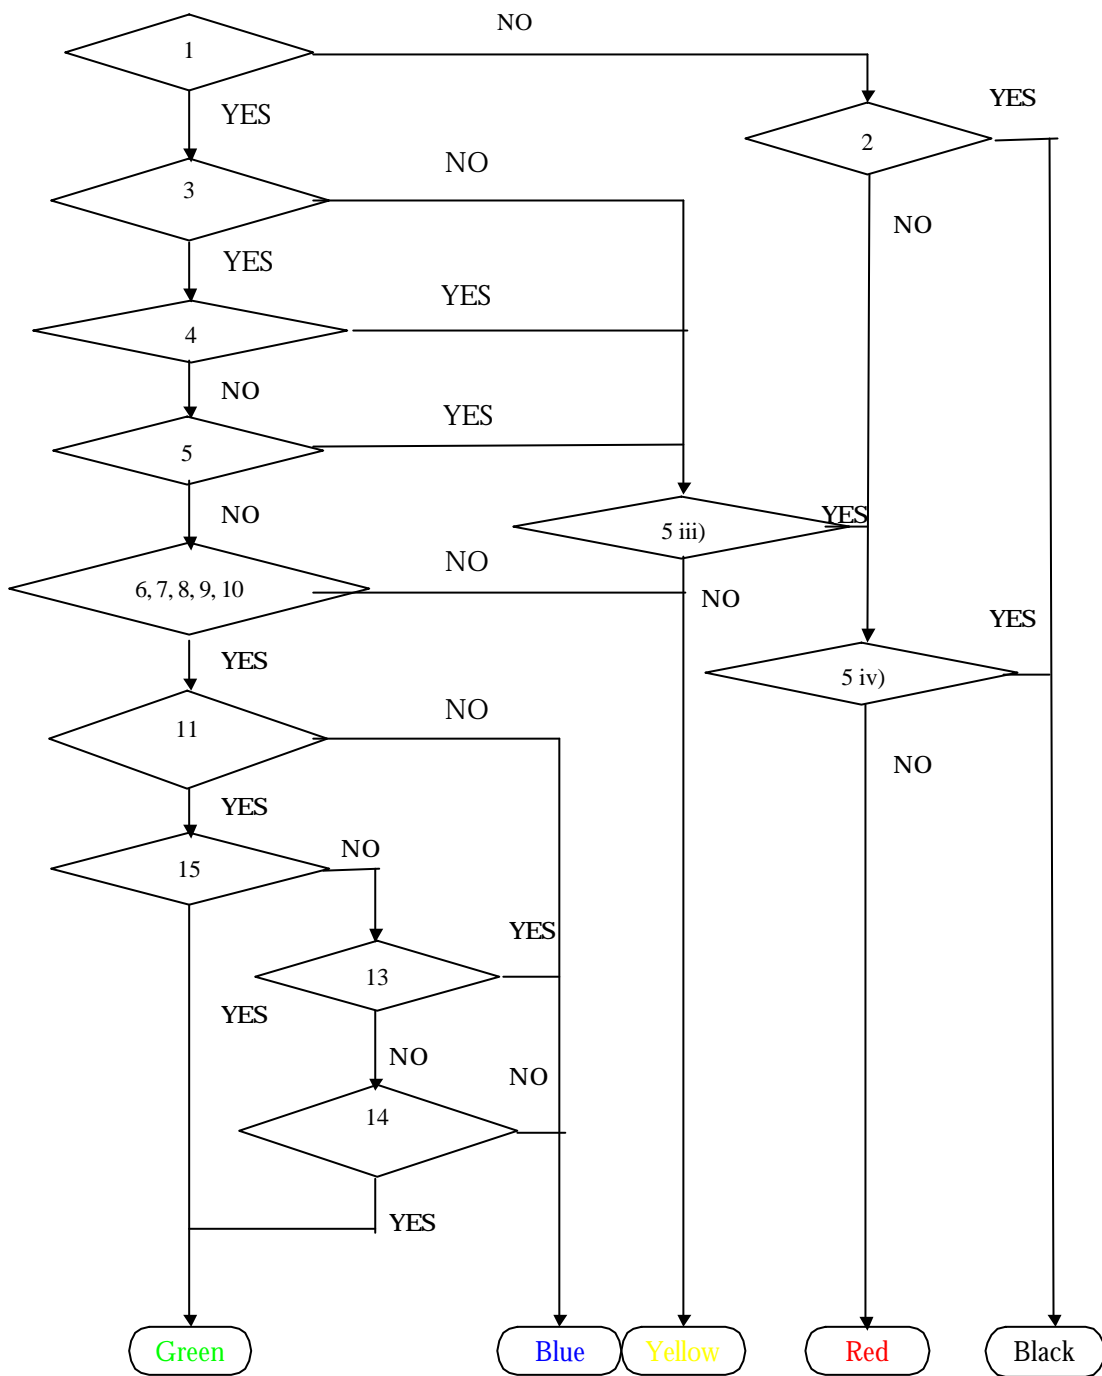 NO
1
YES
YES
2
NO
3
NO
YES
YES
4
NO
YES
5
NO
YES
5 iii)
NO
6, 7, 8, 9, 10
NO
YES
YES
5 iv)
NO
11
NO
YES
NO
15
YES
13
YES
NO
NO
14
YES
Green
Blue
Yellow
Red
Black